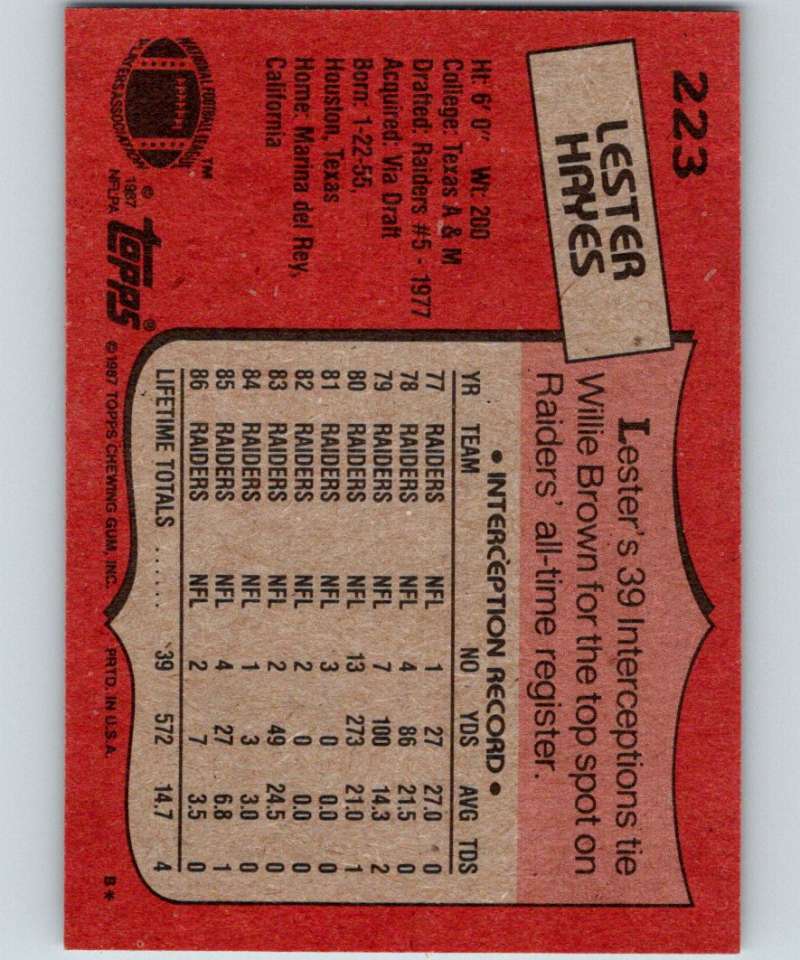 223
LESTER
HAYES
Ht: 6' 0" Wt: 200
College: Texas A & M
Drafted: Raiders #5 - 1977
Acquired: Via Draft
Born: 1-22-55,
Houston, Texas
Home: Marina del Rey,
California
NATIONAL FOOTBALL LEAGUE
PLAYERS ASSOCIATION
TM
© 1987
NFLPA
Lester's 39 Interceptions tie
Willie Brown for the top spot on
Raiders' all-time register.
• INTERCEPTION RECORD •
YR TEAM NO YDS AVG TDS
77 RAIDERS NFL 1 27 27.0 0
78 RAIDERS NFL 4 86 21.5 0
79 RAIDERS NFL 7 100 14.3 2
80 RAIDERS NFL 13 273 21.0 1
81 RAIDERS NFL 3 0 0.0 0
82 RAIDERS NFL 2 0 0.0 0
83 RAIDERS NFL 2 49 24.5 0
84 RAIDERS NFL 1 3 3.0 0
85 RAIDERS NFL 4 27 6.8 1
86 RAIDERS NFL 2 7 3.5 0
LIFETIME TOTALS ...... 39 572 14.7 4
topps® © 1987 TOPPS CHEWING GUM, INC. PRTD. IN U.S.A. B*